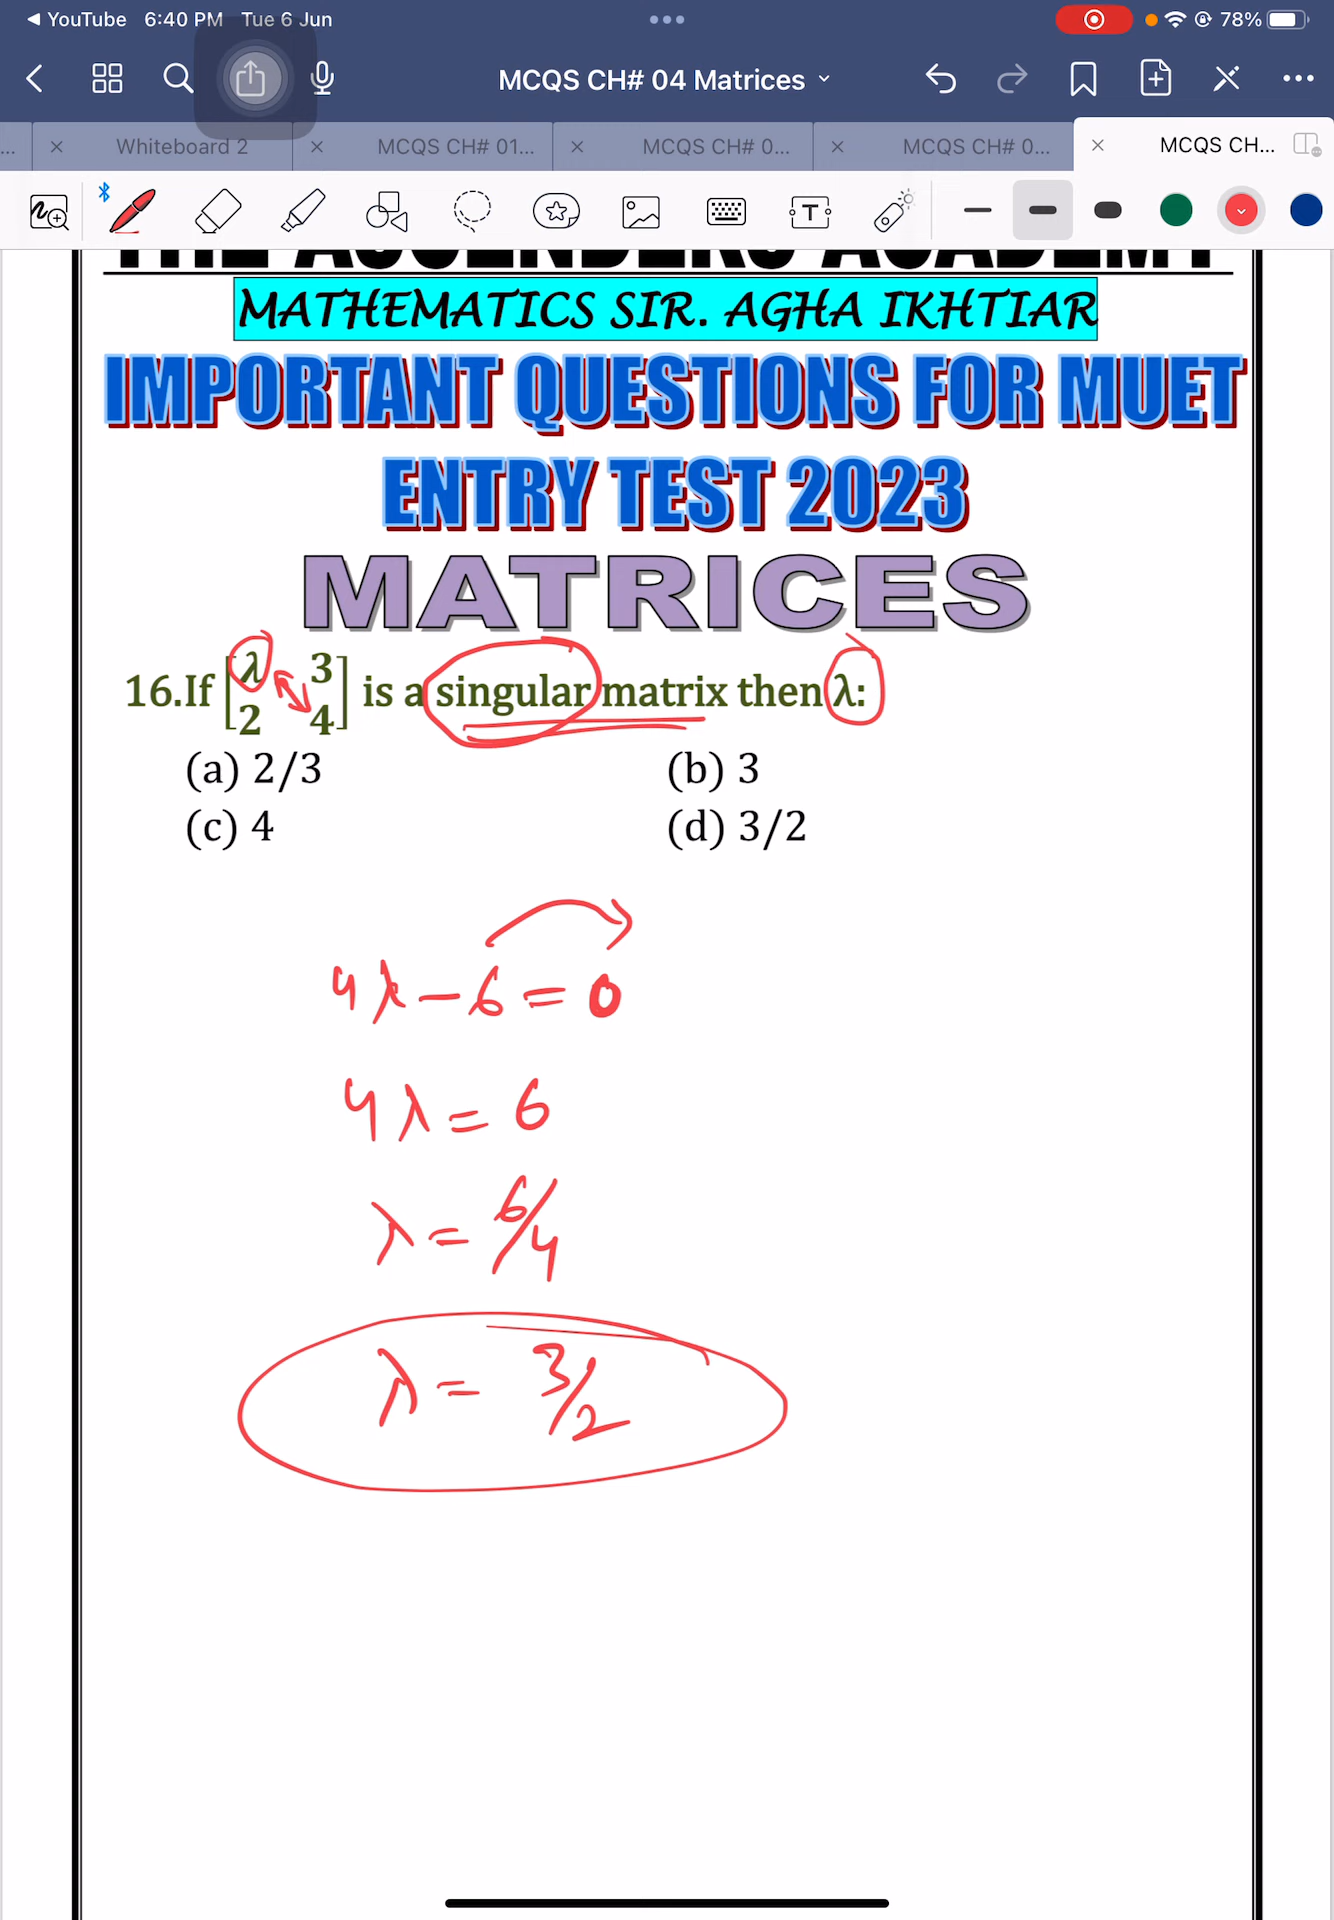 YouTube 6:40 PM Tue 6 Jun 78%
MCQS CH# 04 Matrices
... Whiteboard 2 MCQS CH# 01... MCQS CH# 0... MCQS CH# 0... MCQS CH...
T
THE ASCENDERS ACADEMY
MATHEMATICS SIR. AGHA IKHTIAR
IMPORTANT QUESTIONS FOR MUET
ENTRY TEST 2023
MATRICES
16.If [λ 3 2 4] is a singular matrix then λ:
(a) 2/3 (b) 3
(c) 4 (d) 3/2
4λ - 6 = 0
4λ = 6
λ = 6/4
λ = 3/2